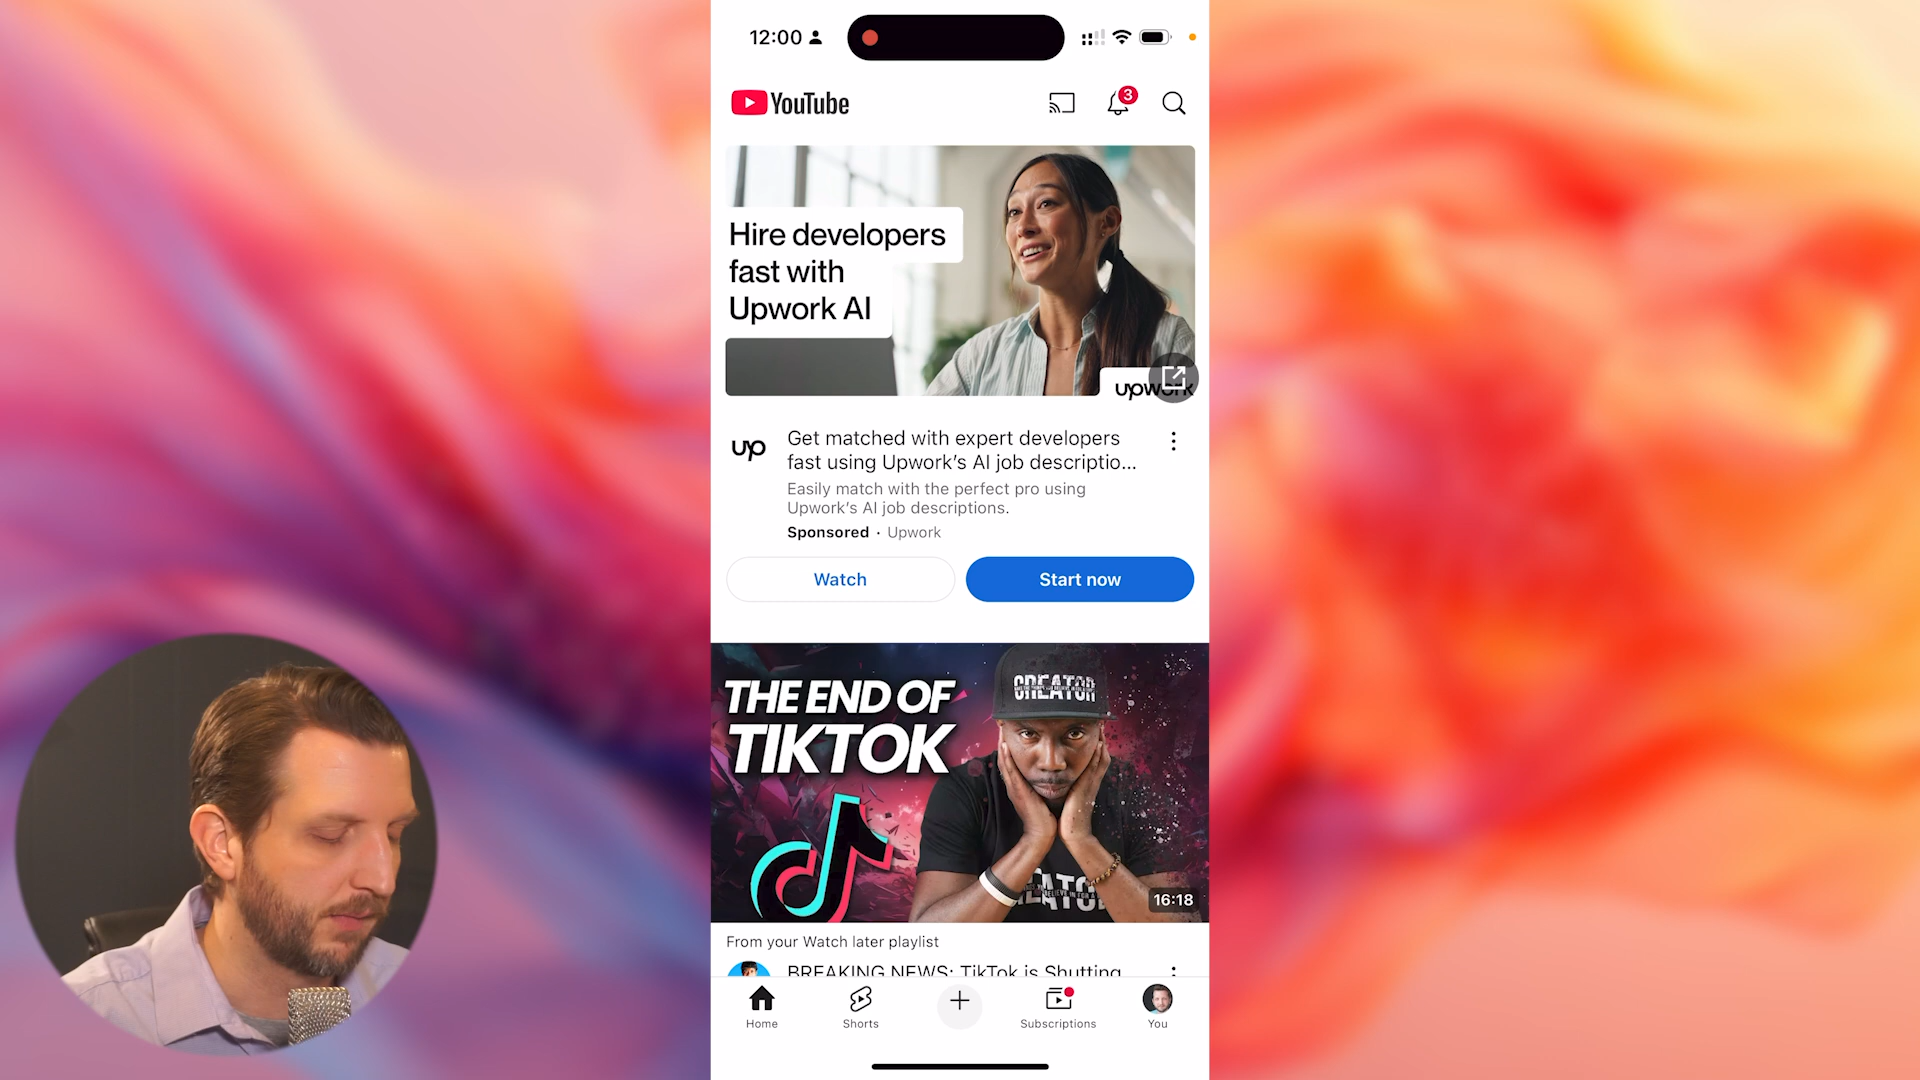 12:00
YouTube
3
Hire developers
fast with
Upwork AI
upwork
up
Get matched with expert developers
fast using Upwork's AI job descriptio...
Easily match with the perfect pro using
Upwork's AI job descriptions.
Sponsored · Upwork
Watch
Start now
THE END OF
TIKTOK
CREATOR
16:18
From your Watch later playlist
BREAKING NEWS: TikTok is Shutting
Home
Shorts
Subscriptions
You